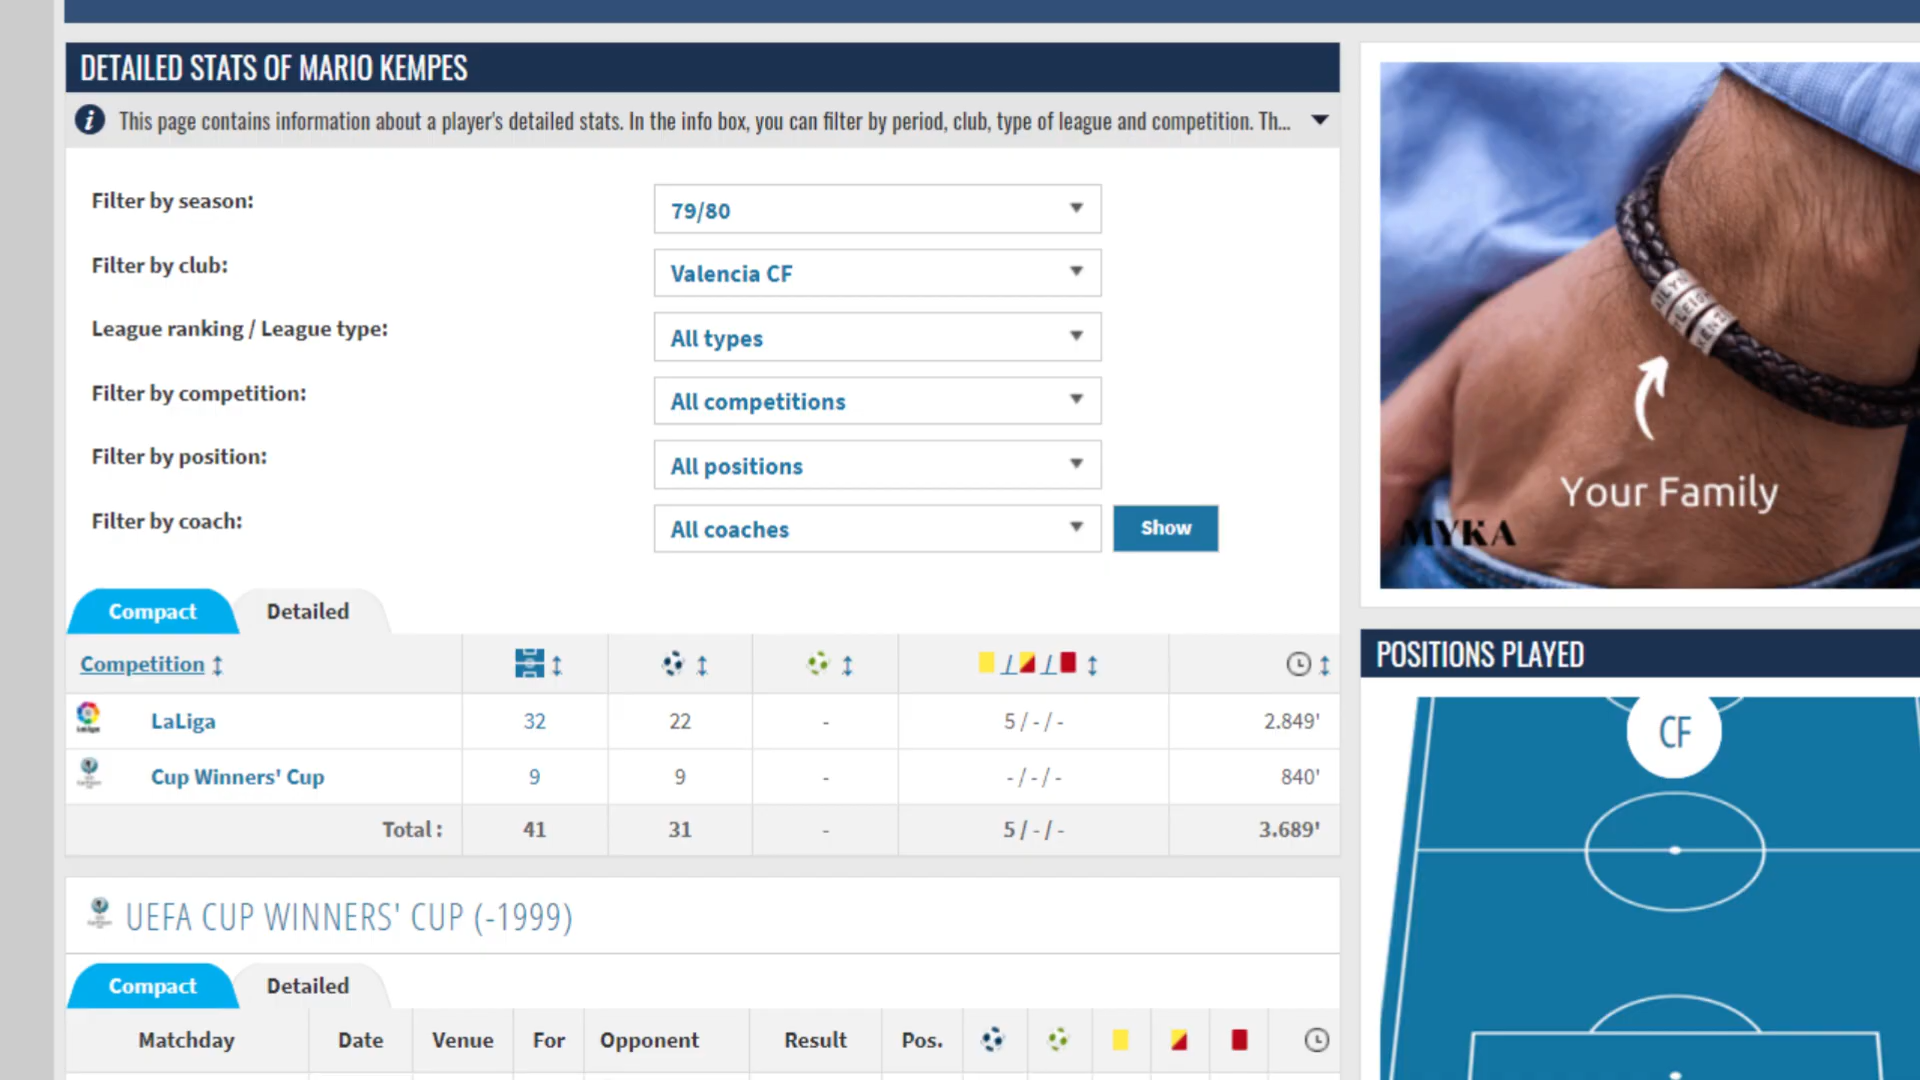 DETAILED STATS OF MARIO KEMPES
This page contains information about a player's detailed stats. In the info box, you can filter by period, club, type of league and competition. Th...
Filter by season: 79/80
Filter by club: Valencia CF
League ranking / League type: All types
Filter by competition: All competitions
Filter by position: All positions
Filter by coach: All coaches Show
Compact Detailed
Competition
LaLiga 32 22 - 5 / - / - 2.849'
Cup Winners' Cup 9 9 - - / - / - 840'
Total : 41 31 - 5 / - / - 3.689'
UEFA CUP WINNERS' CUP (-1999)
Compact Detailed
Matchday Date Venue For Opponent Result Pos.
Your Family
MYKA
POSITIONS PLAYED
CF